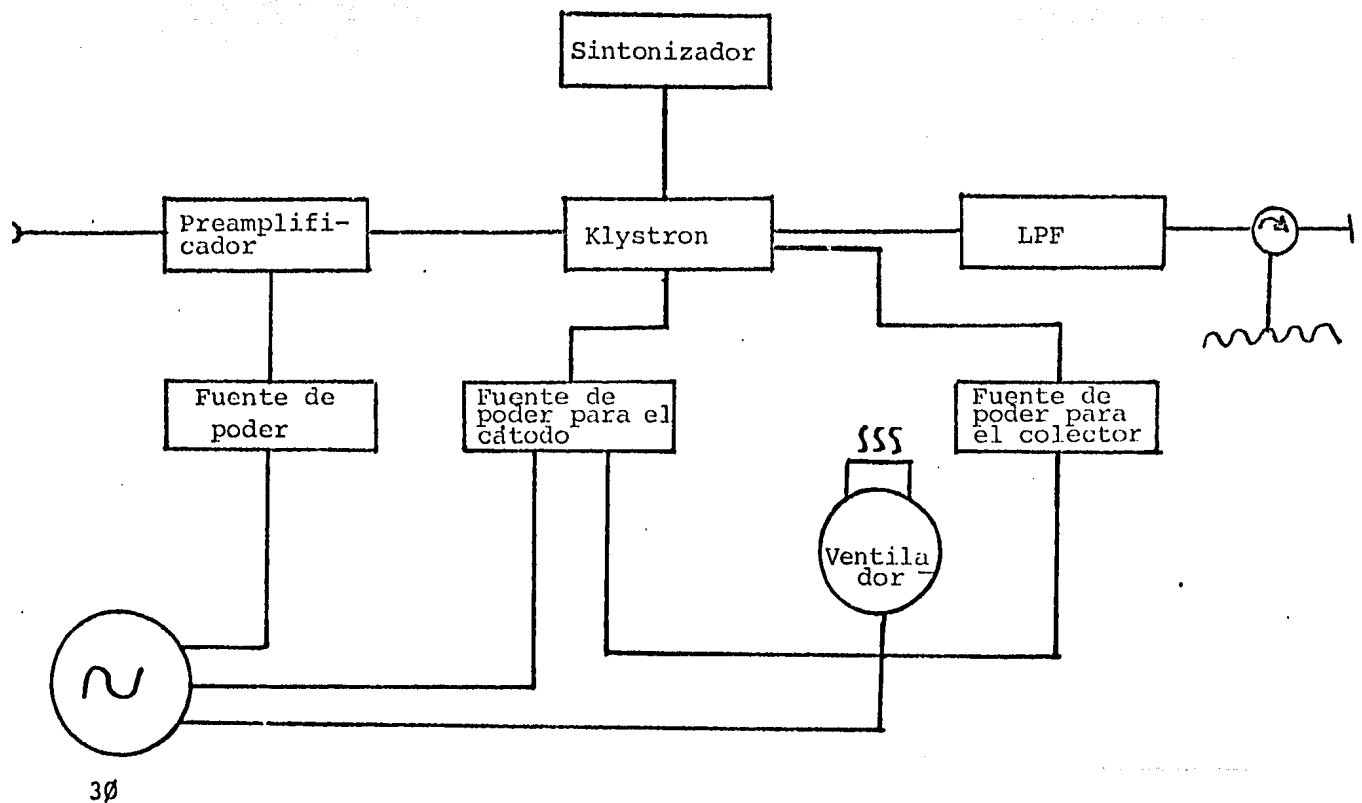 Sintonizador
Preamplifi-
cador
Klystron
LPF
Fuente de
poder
Fuente de
poder para el
cátodo
Fuente de
poder para
el colector
Ventila
dor
3Ø